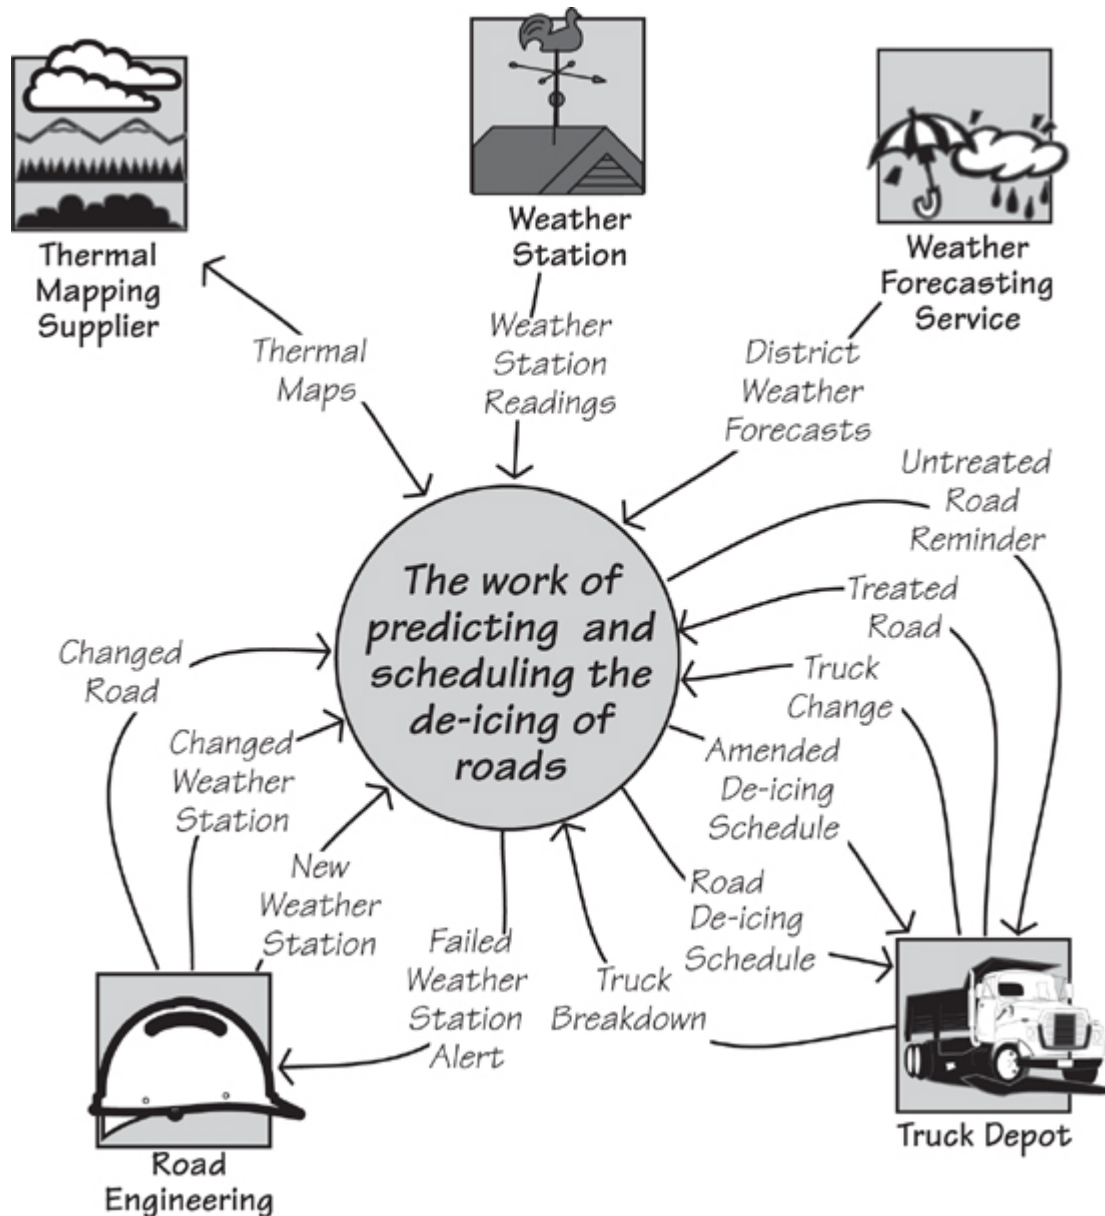 Thermal
Mapping
Supplier
Weather
Station
Weather
Forecasting
Service
Thermal
Maps
Weather
Station
Readings
District
Weather
Forecasts
Untreated
Road
Reminder
Treated
Road
Truck
Change
Amended
De-icing
Schedule
Road
De-icing
Schedule
Truck
Breakdown
Failed
Weather
Station
Alert
New
Weather
Station
Changed
Weather
Station
Changed
Road
The work of
predicting and
scheduling the
de-icing of
roads
Road
Engineering
Truck Depot